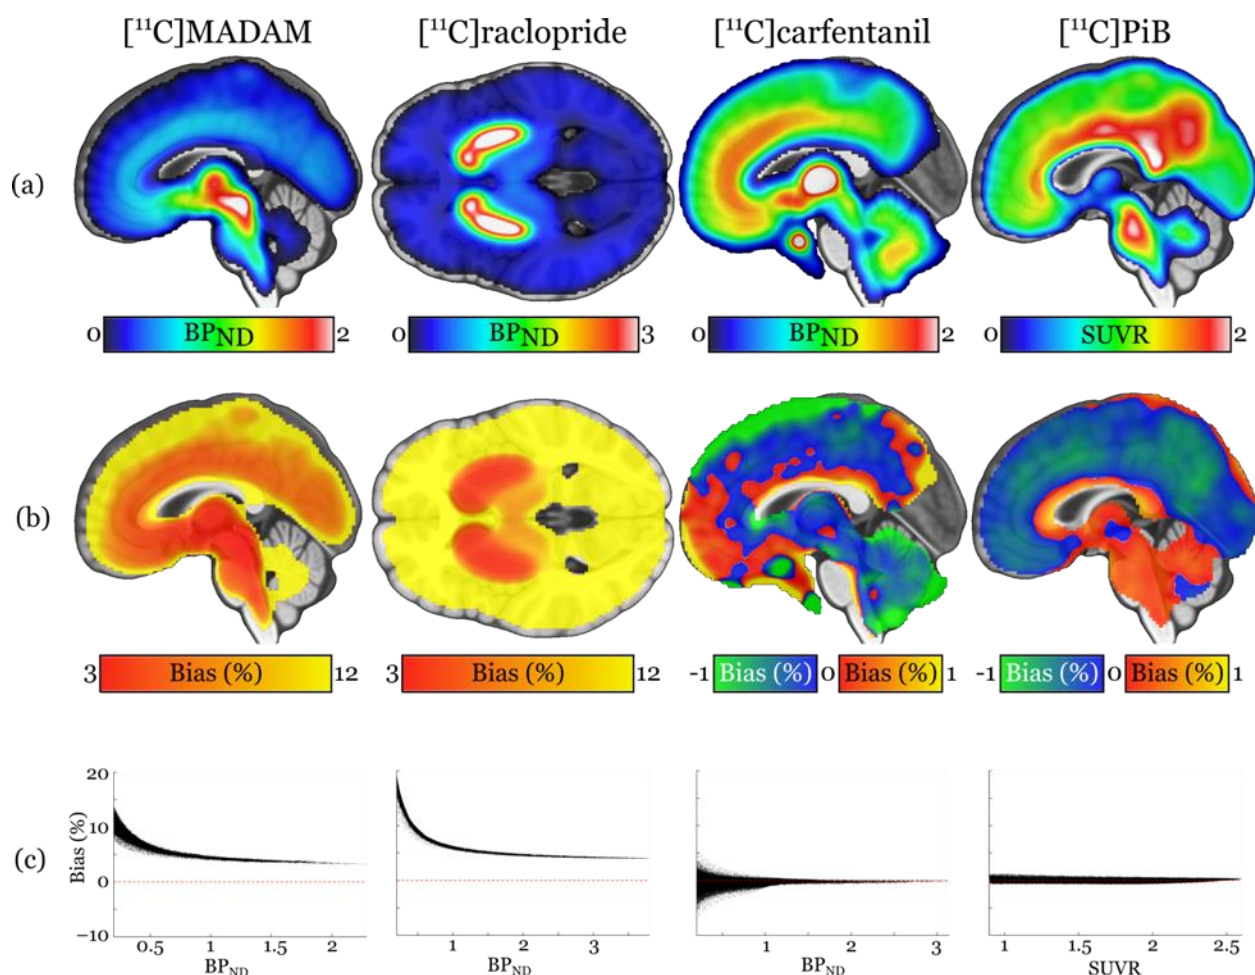 [¹¹C]MADAM [¹¹C]raclopride [¹¹C]carfentanil [¹¹C]PiB
(a)
0 BPND 2 0 BPND 3 0 BPND 2 0 SUVR 2
(b)
3 Bias (%) 12 3 Bias (%) 12 -1 Bias (%) 0 Bias (%) 1 -1 Bias (%) 0 Bias (%) 1
(c)
Bias (%)
20
10
0
−10
0.5 1 1.5 2 1 2 3 1 2 3 1 1.5 2 2.5
BPND BPND BPND SUVR